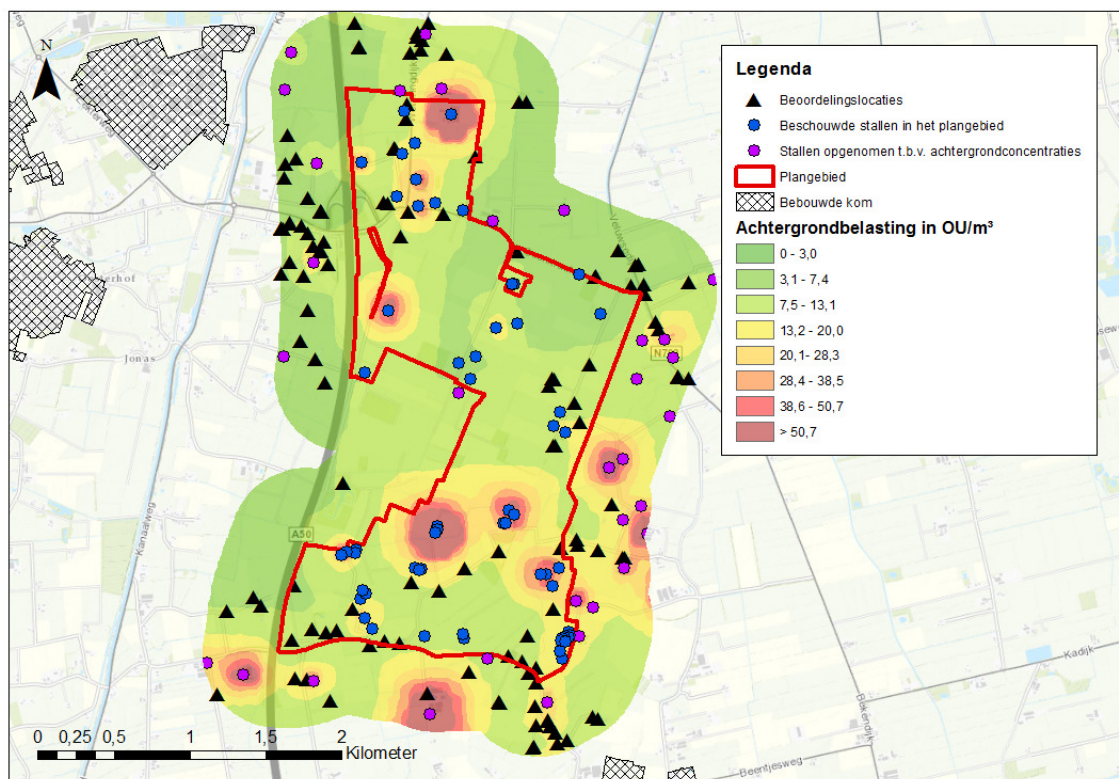 N
Legenda
Beoordelingslocaties
Beschouwde stallen in het plangebied
Stallen opgenomen t.b.v. achtergrondconcentraties
Plangebied
Bebouwde kom
Achtergrondbelasting in OU/m³
0 - 3,0
3,1 - 7,4
7,5 - 13,1
13,2 - 20,0
20,1- 28,3
28,4 - 38,5
38,6 - 50,7
> 50,7
Jonas
A50
Kanaalweg
Kadijk
Bekendijk
Beentjesweg
0 0,25 0,5 1 1,5 2
Kilometer